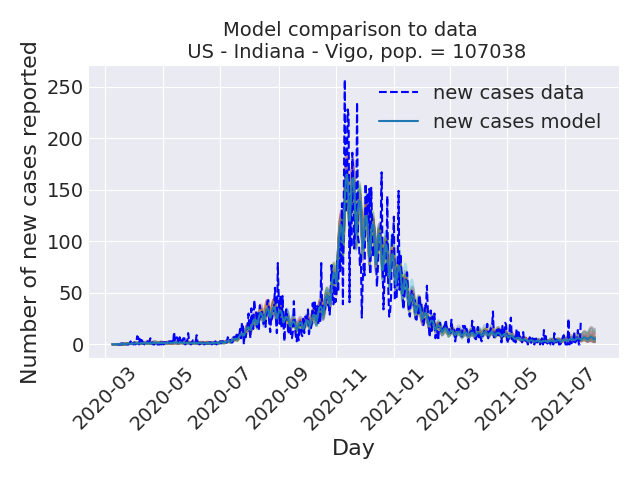 Model comparison to data
US - Indiana - Vigo, pop. = 107038
Number of new cases reported
250
200
150
100
50
0
new cases data
new cases model
2020-03
2020-05
2020-07
2020-09
2020-11
2021-01
2021-03
2021-05
2021-07
Day